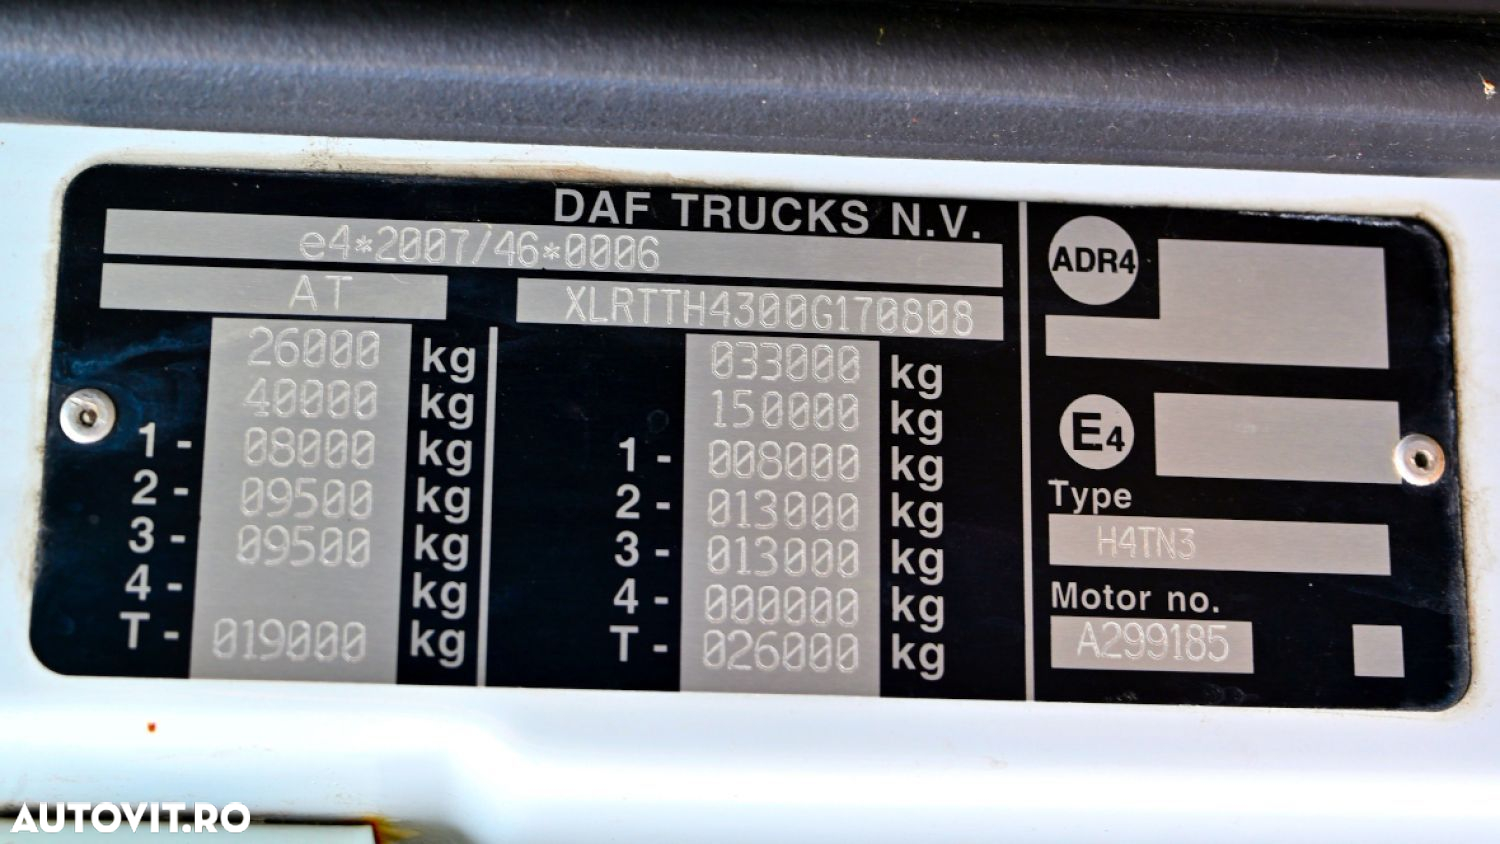 DAF TRUCKS N.V.
e4*2007/46*0006
AT
XLRTTH4300G170808
26000 kg
40000 kg
1 - 08000 kg
2 - 09500 kg
3 - 09500 kg
4 - kg
T - 019000 kg
033000 kg
150000 kg
1 - 008000 kg
2 - 013000 kg
3 - 013000 kg
4 - 000000 kg
T - 026000 kg
ADR4
E4
Type
H4TN3
Motor no.
A299185
AUTOVIT.RO